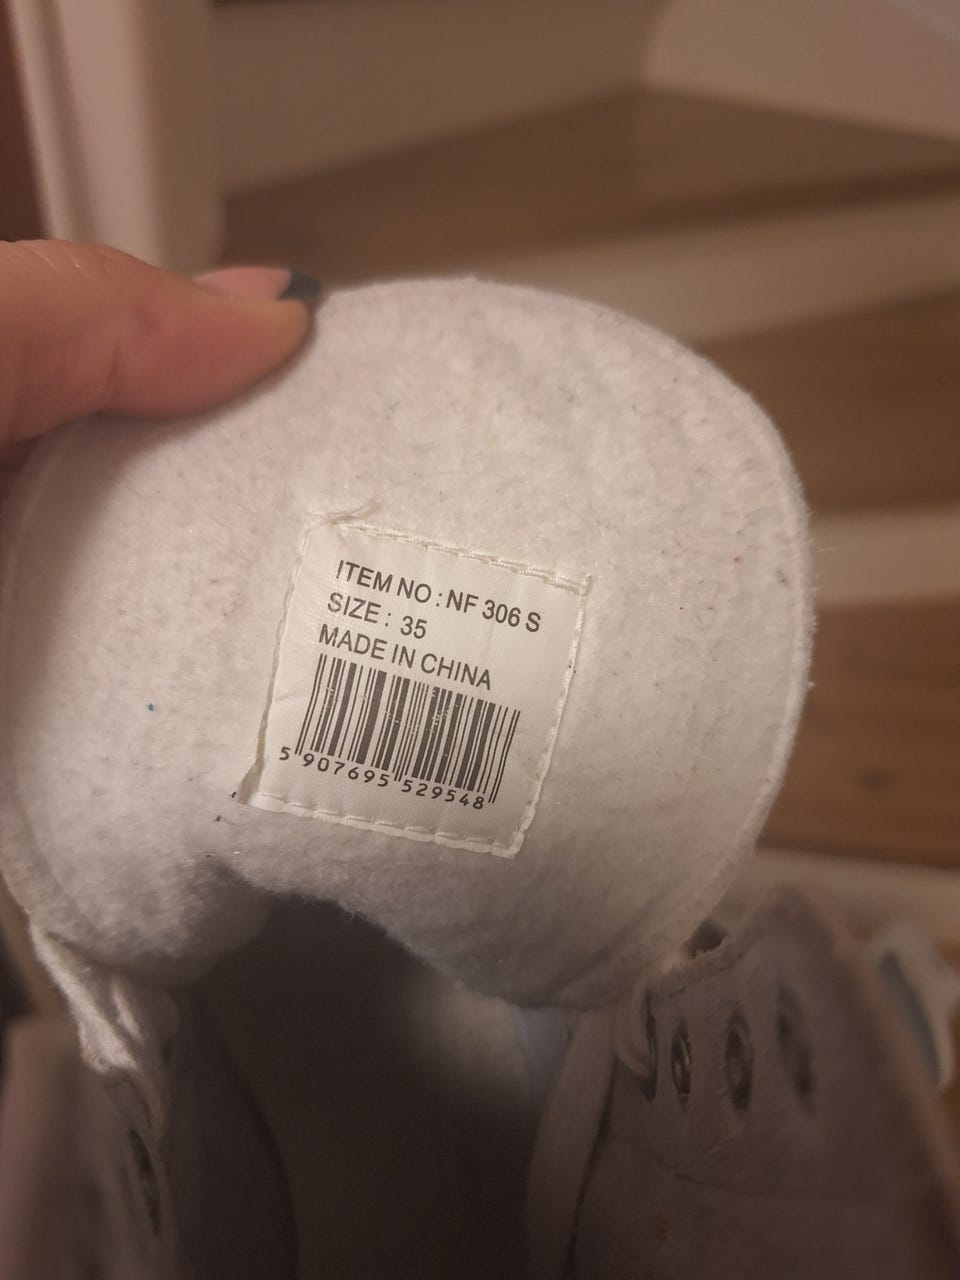 ITEM NO : NF 306 S
SIZE : 35
MADE IN CHINA
5 907695 529548